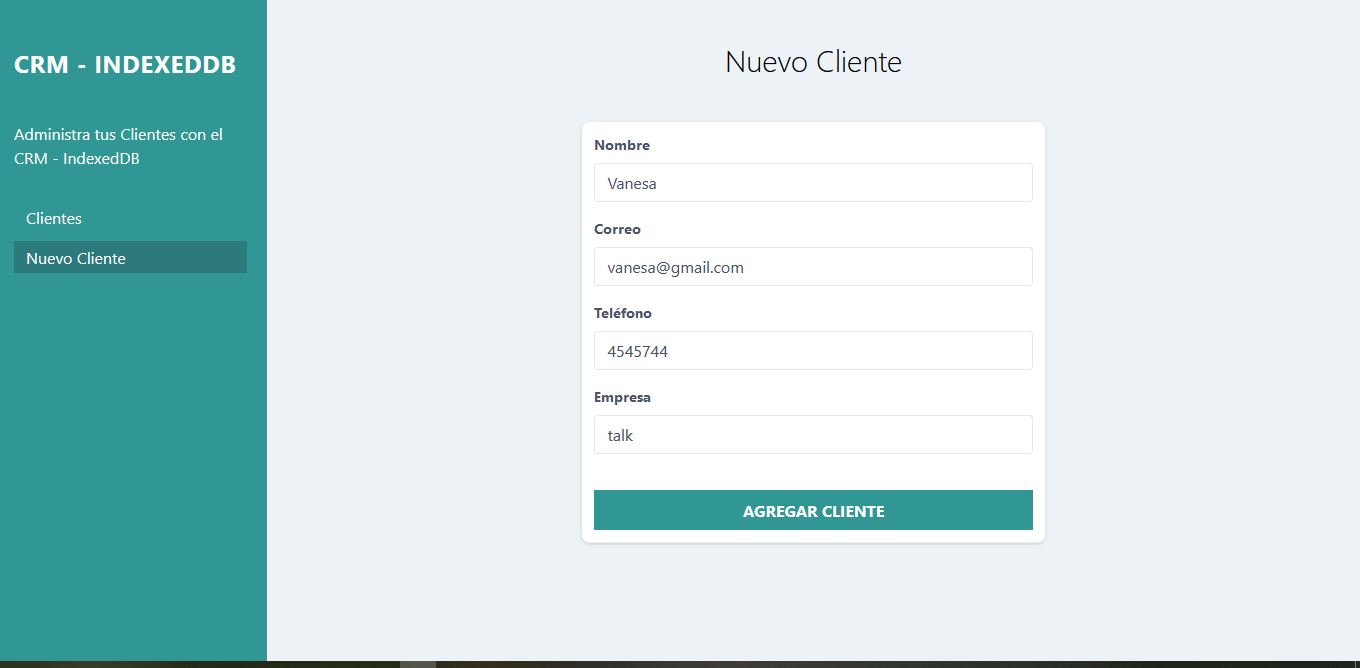 CRM - INDEXEDDB
Administra tus Clientes con el
CRM - IndexedDB
Clientes
Nuevo Cliente
Nuevo Cliente
Nombre
Vanesa
Correo
vanesa@gmail.com
Teléfono
4545744
Empresa
talk
AGREGAR CLIENTE